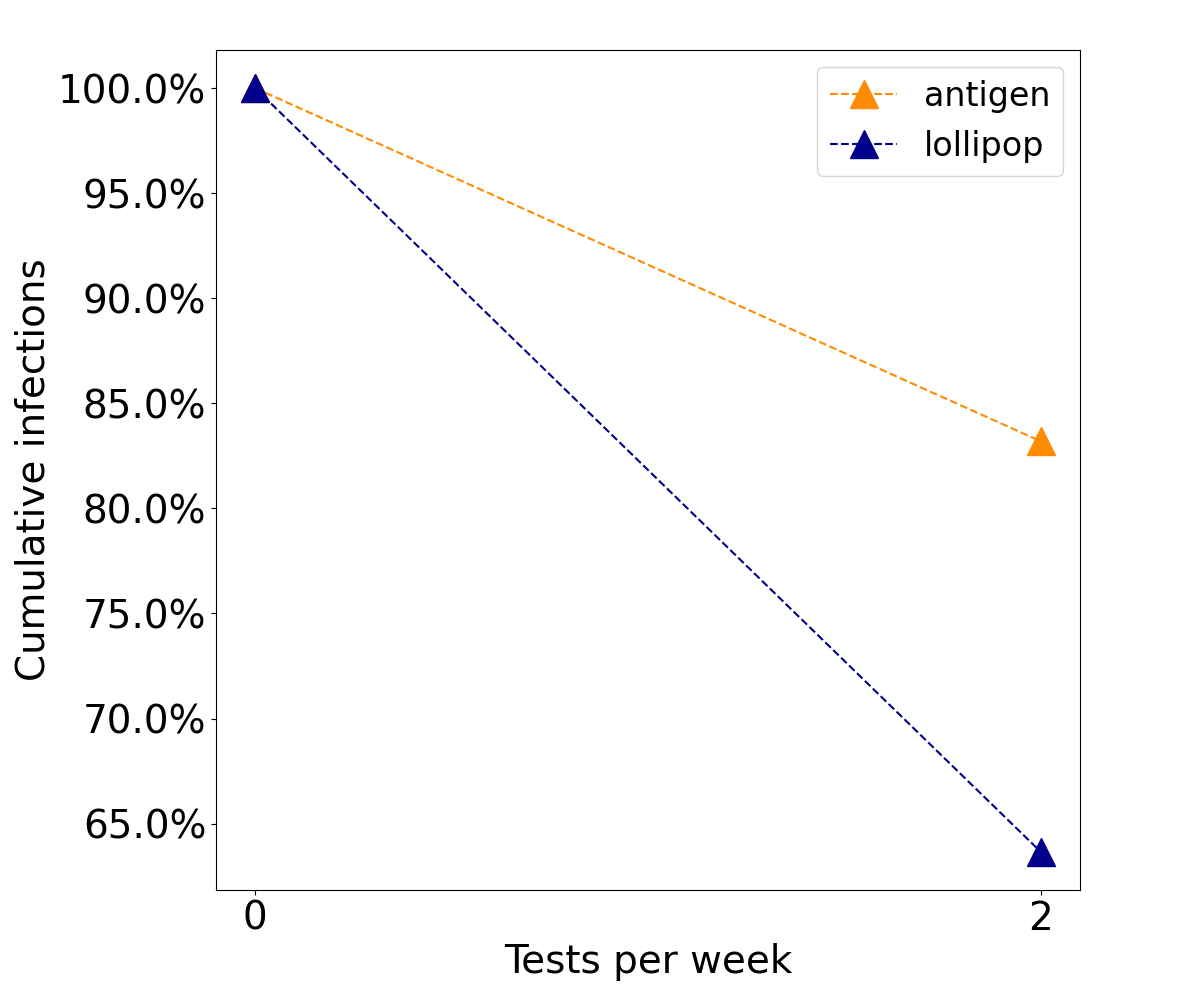 100.0%
95.0%
90.0%
85.0%
80.0%
75.0%
70.0%
65.0%
Cumulative infections
0
2
Tests per week
antigen
lollipop